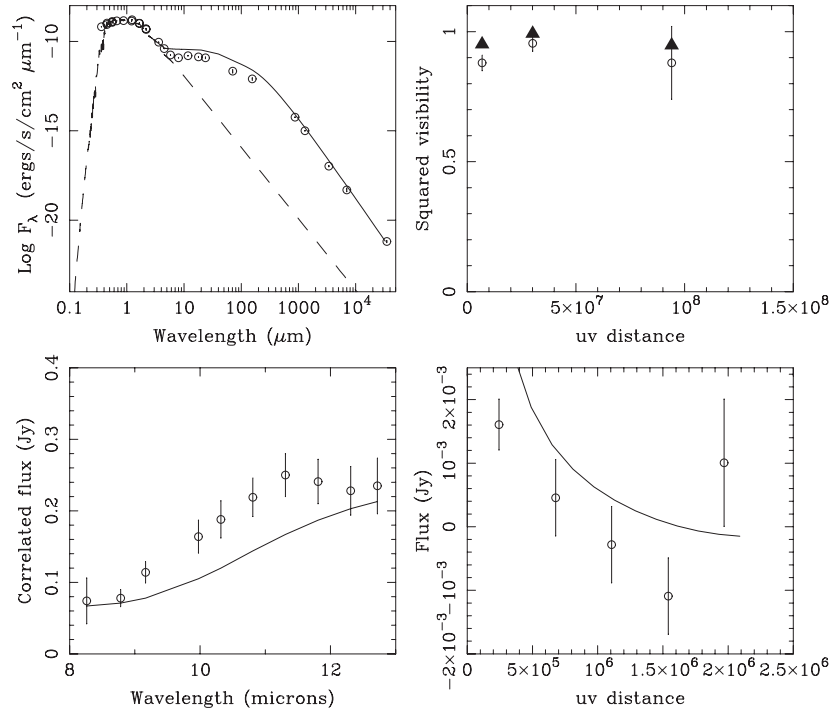 Log F_λ (ergs/s/cm² μm⁻¹)
−10
−15
−20
0.1 1 10 100 1000 10⁴
Wavelength (μm)
Squared visibility
1
0.5
0
0 5×10⁷ 10⁸ 1.5×10⁸
uv distance
Correlated flux (Jy)
0.4
0.3
0.2
0.1
0
8 10 12
Wavelength (microns)
Flux (Jy)
2×10⁻³
10⁻³
0
−10⁻³
−2×10⁻³
0 5×10⁵ 10⁶ 1.5×10⁶ 2×10⁶ 2.5×10⁶
uv distance